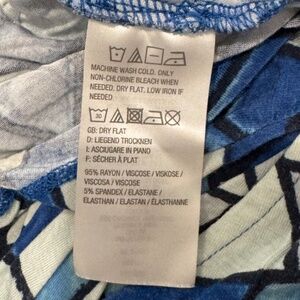 MACHINE WASH COLD. ONLY
NON-CHLORINE BLEACH WHEN
NEEDED, DRY FLAT, LOW IRON IF
NEEDED.
30
GB: DRY FLAT
D: LIEGEND TROCKNEN
I: ASCIUGARE IN PIANO
F: SÉCHER À PLAT
95% RAYON / VISCOSE / VISKOSE /
VISCOSA / VISCOSE
5% SPANDEX / ELASTANE /
ELASTHAN / ELASTAN / ÉLASTHANNE